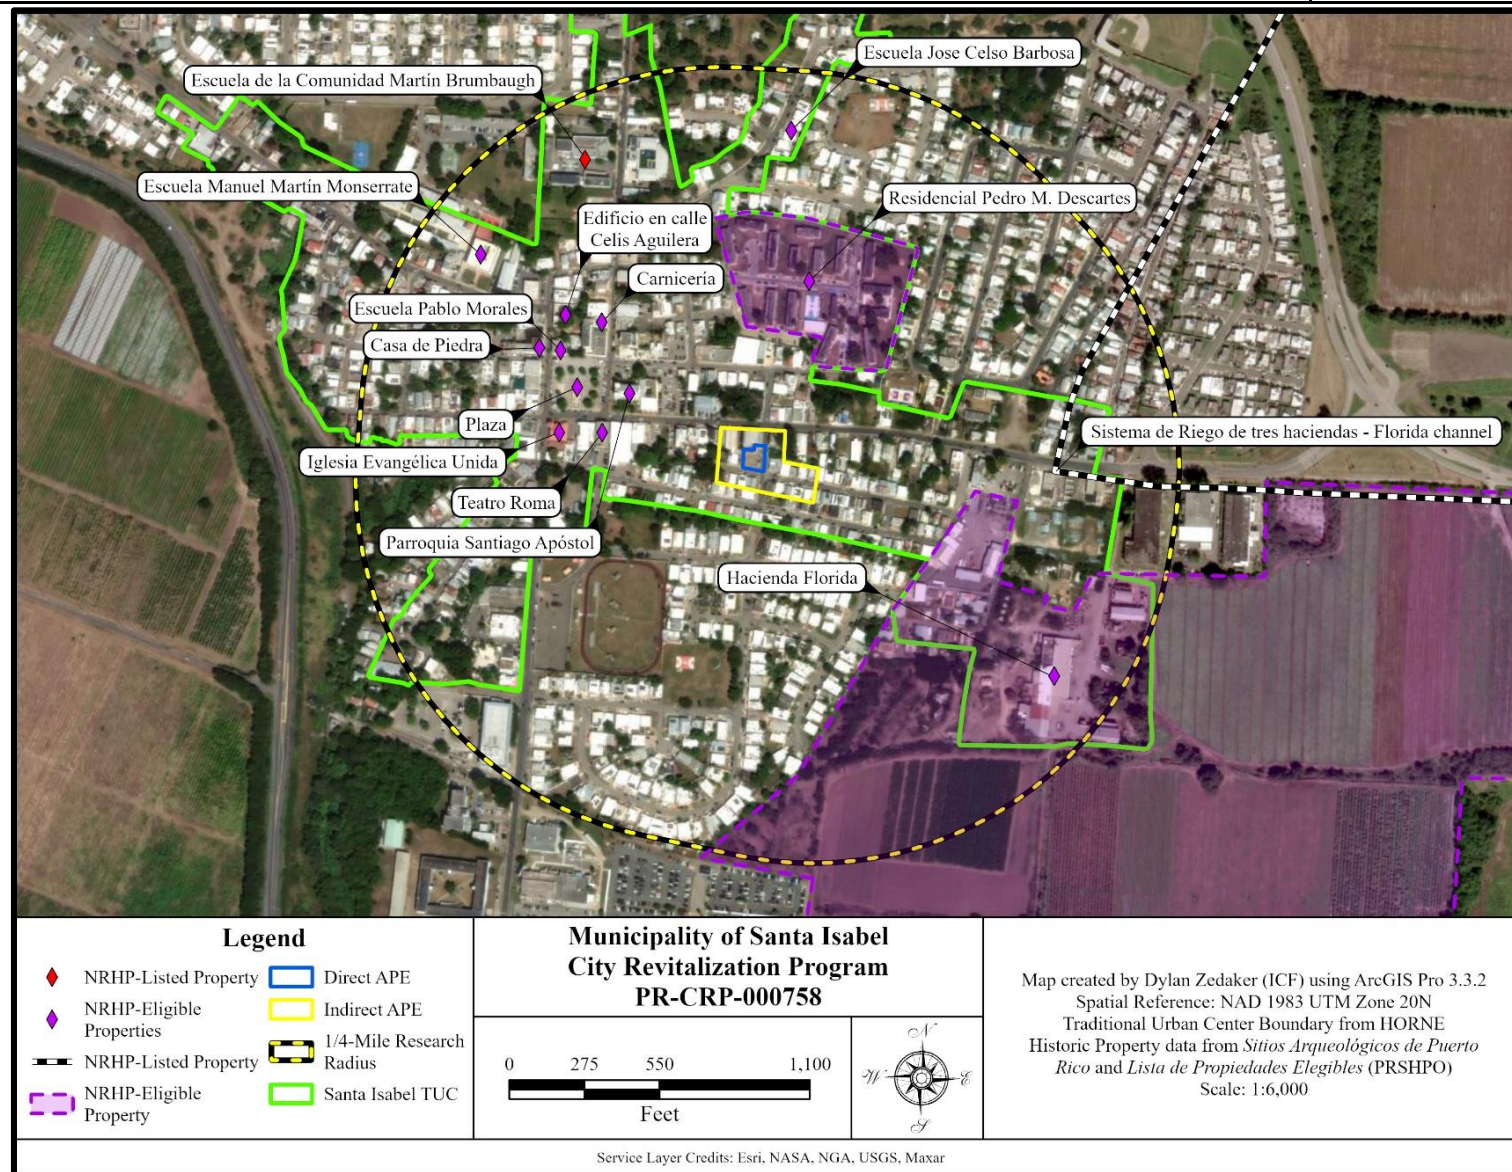 Escuela Jose Celso Barbosa
Escuela de la Comunidad Martín Brumbaugh
Escuela Manuel Martín Monserrate
Residencial Pedro M. Descartes
Edificio en calle
Celis Aguilera
Carnicería
Escuela Pablo Morales
Casa de Piedra
Plaza
Sistema de Riego de tres haciendas - Florida channel
Iglesia Evangélica Unida
Teatro Roma
Parroquia Santiago Apóstol
Hacienda Florida
Legend
NRHP-Listed Property
NRHP-Eligible
Properties
NRHP-Listed Property
NRHP-Eligible
Property
Direct APE
Indirect APE
1/4-Mile Research
Radius
Santa Isabel TUC
Municipality of Santa Isabel
City Revitalization Program
PR-CRP-000758
0 275 550 1,100
Feet
N
W E
S
Map created by Dylan Zedaker (ICF) using ArcGIS Pro 3.3.2
Spatial Reference: NAD 1983 UTM Zone 20N
Traditional Urban Center Boundary from HORNE
Historic Property data from Sitios Arqueológicos de Puerto
Rico and Lista de Propiedades Elegibles (PRSHPO)
Scale: 1:6,000
Service Layer Credits: Esri, NASA, NGA, USGS, Maxar